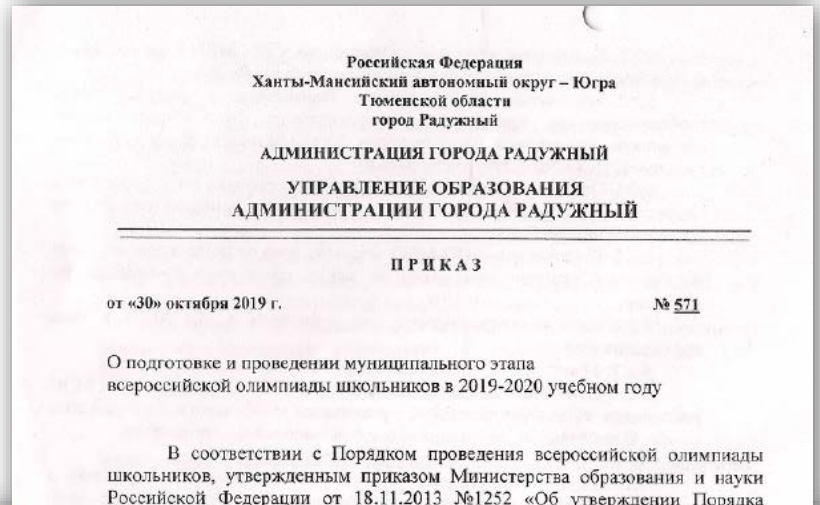 Российская Федерация
Ханты-Мансийский автономный округ – Югра
Тюменской области
город Радужный
АДМИНИСТРАЦИЯ ГОРОДА РАДУЖНЫЙ
УПРАВЛЕНИЕ ОБРАЗОВАНИЯ
АДМИНИСТРАЦИИ ГОРОДА РАДУЖНЫЙ
ПРИКАЗ
от «30» октября 2019 г. № 571
О подготовке и проведении муниципального этапа
всероссийской олимпиады школьников в 2019-2020 учебном году
В соответствии с Порядком проведения всероссийской олимпиады
школьников, утвержденным приказом Министерства образования и науки
Российской Федерации от 18.11.2013 №1252 «Об утверждении Порядка